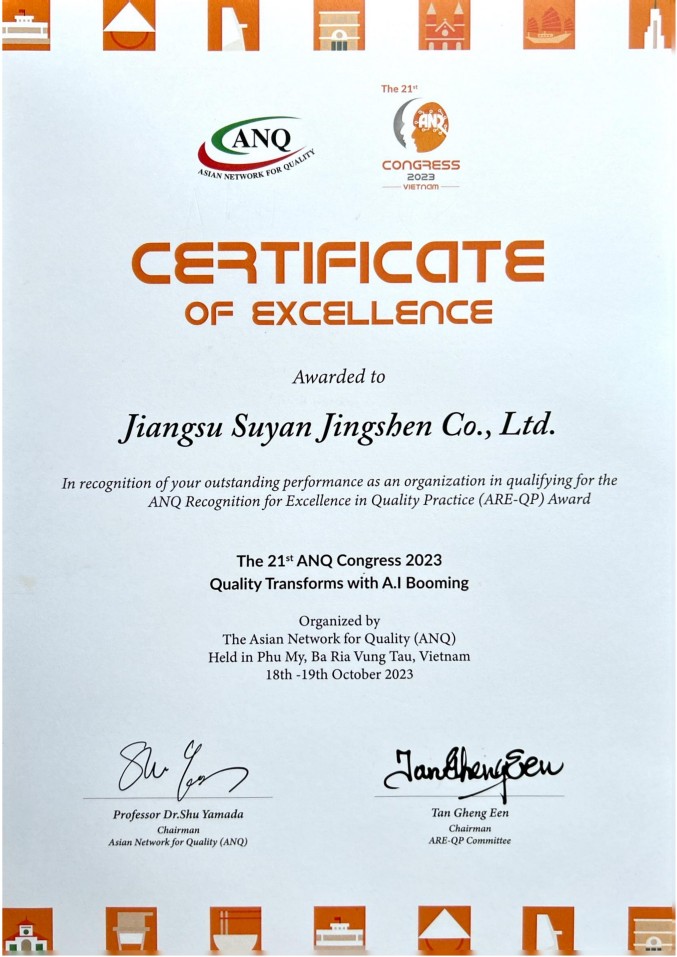 ANQ
ASIAN NETWORK FOR QUALITY
The 21st
ANQ
CONGRESS
2023
VIETNAM
CERTIFICATE
OF EXCELLENCE
Awarded to
Jiangsu Suyan Jingshen Co., Ltd.
In recognition of your outstanding performance as an organization in qualifying for the
ANQ Recognition for Excellence in Quality Practice (ARE-QP) Award
The 21st ANQ Congress 2023
Quality Transforms with A.I Booming
Organized by
The Asian Network for Quality (ANQ)
Held in Phu My, Ba Ria Vung Tau, Vietnam
18th -19th October 2023
Shu Yam
TanGhengEen
Professor Dr.Shu Yamada
Chairman
Asian Network for Quality (ANQ)
Tan Gheng Een
Chairman
ARE-QP Committee